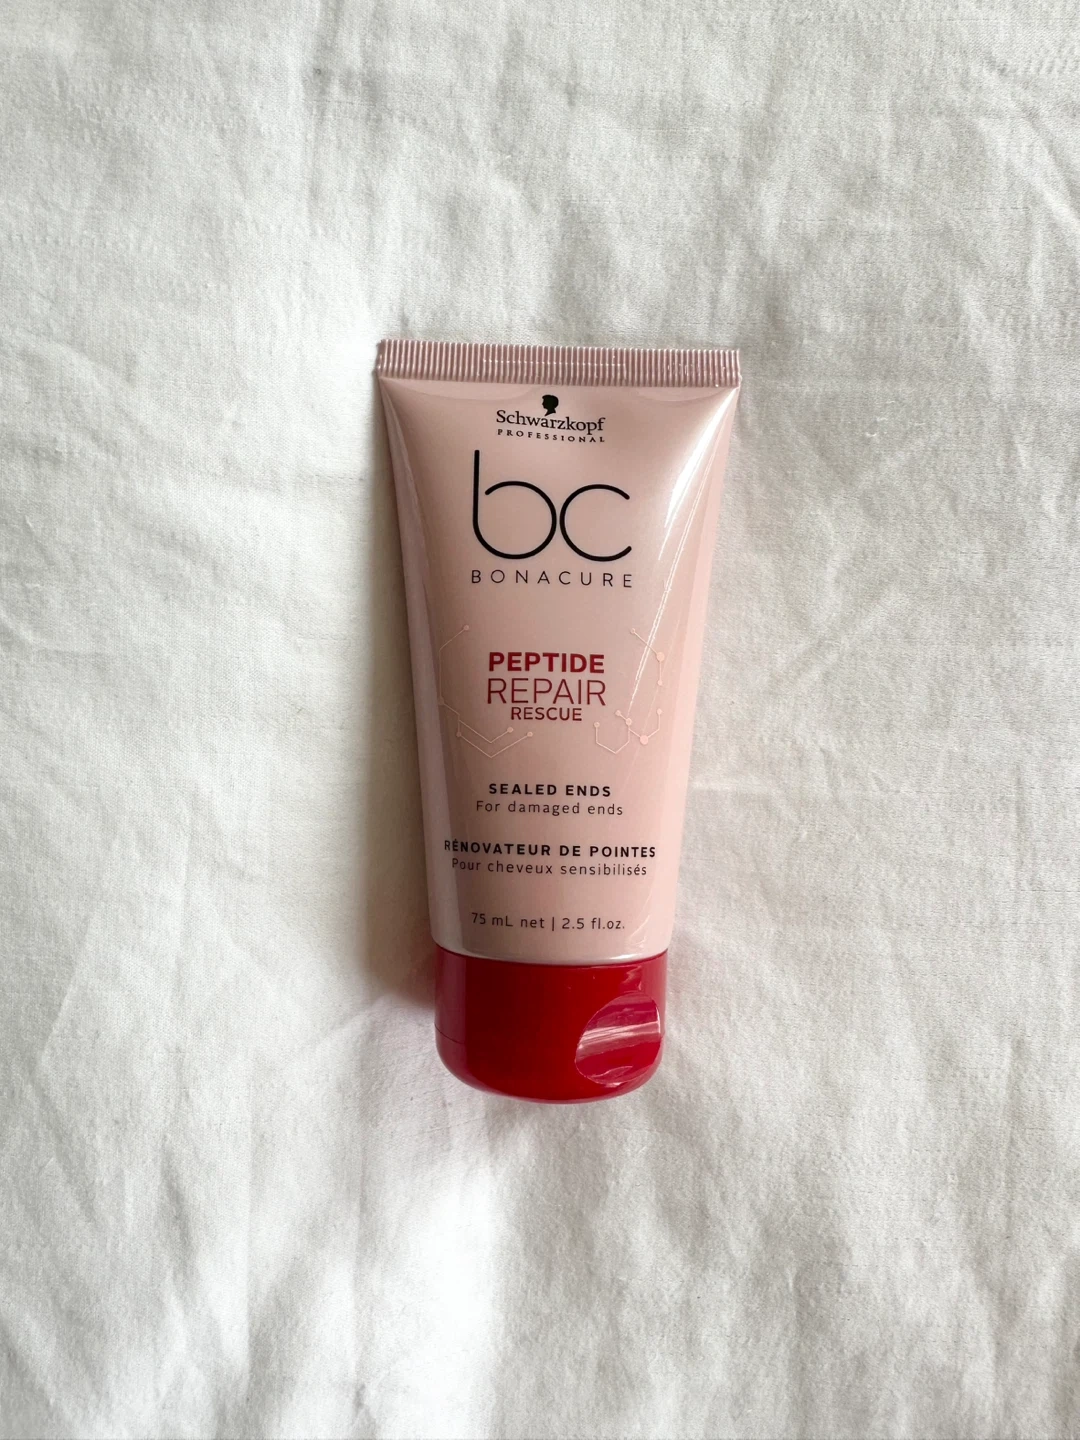 Schwarzkopf
PROFESSIONAL
bc
BONACURE
PEPTIDE
REPAIR
RESCUE
SEALED ENDS
For damaged ends
RÉNOVATEUR DE POINTES
Pour cheveux sensibilisés
75 mL net | 2.5 fl.oz.